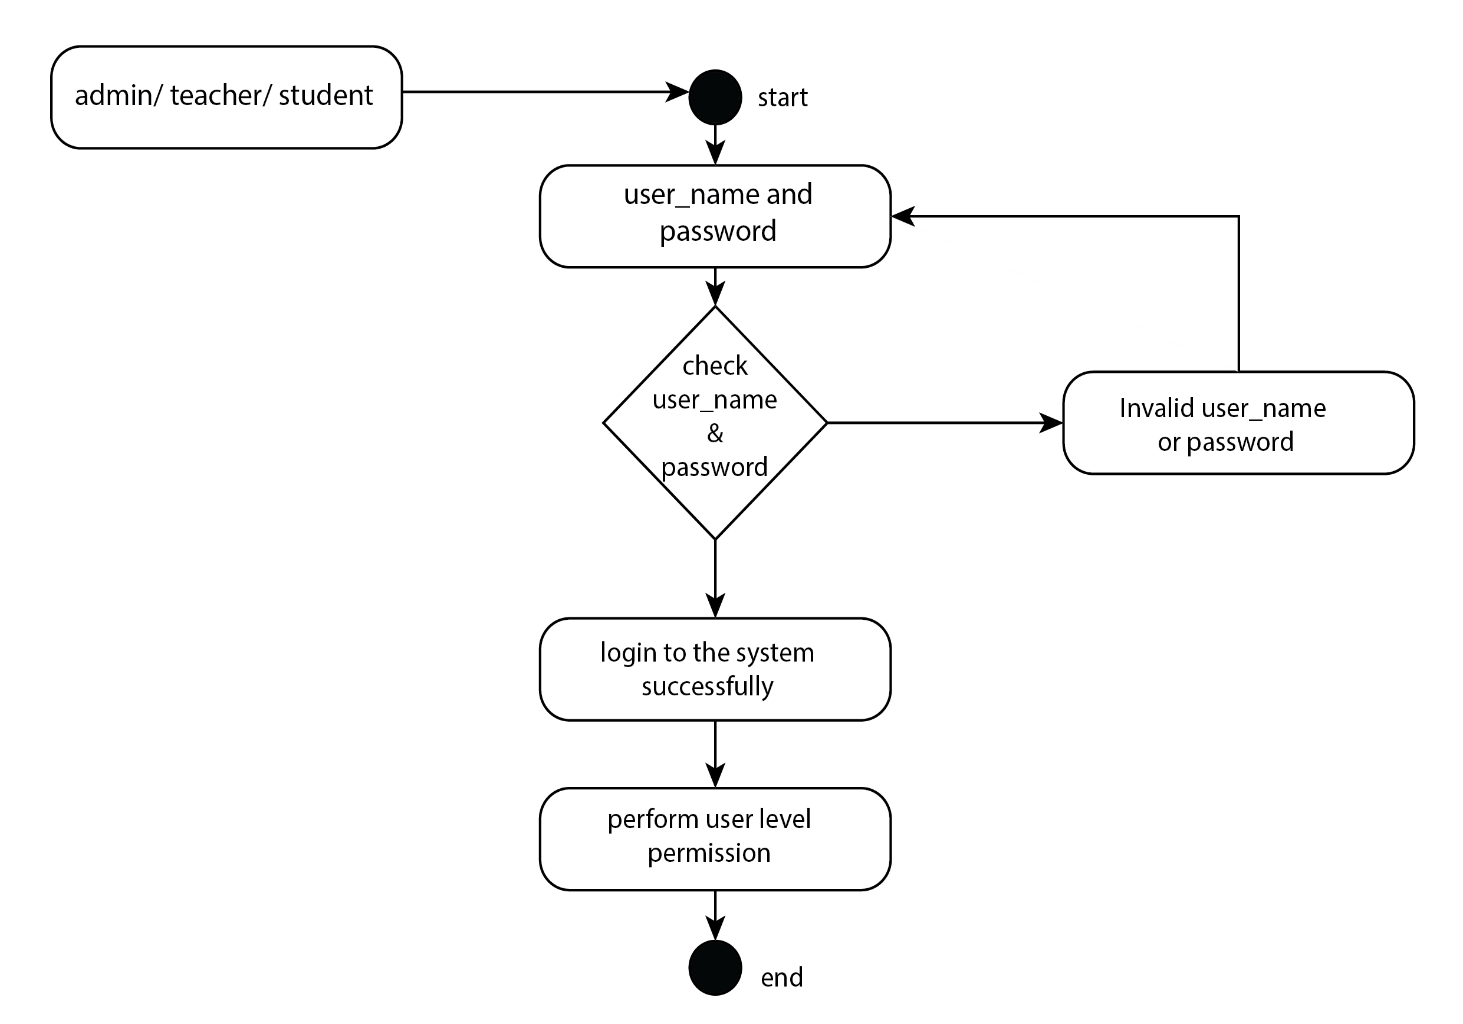 admin/ teacher/ student
start
user_name and
password
check
user_name
&
password
Invalid user_name
or password
login to the system
successfully
perform user level
permission
end